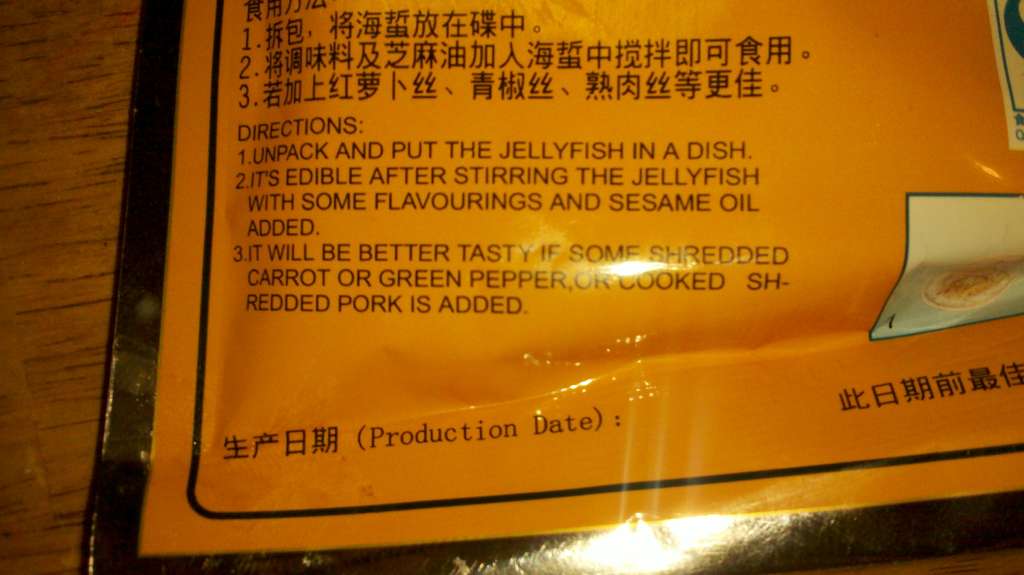 食用方法:
1.拆包，将海蜇放在碟中。
2.将调味料及芝麻油加入海蜇中搅拌即可食用。
3.若加上红萝卜丝、青椒丝、熟肉丝等更佳。
DIRECTIONS:
1.UNPACK AND PUT THE JELLYFISH IN A DISH.
2.IT'S EDIBLE AFTER STIRRING THE JELLYFISH
WITH SOME FLAVOURINGS AND SESAME OIL
ADDED.
3.IT WILL BE BETTER TASTY IF SOME SHREDDED
CARROT OR GREEN PEPPER,OR COOKED SH-
REDDED PORK IS ADDED.
生产日期 (Production Date):
此日期前最佳
1